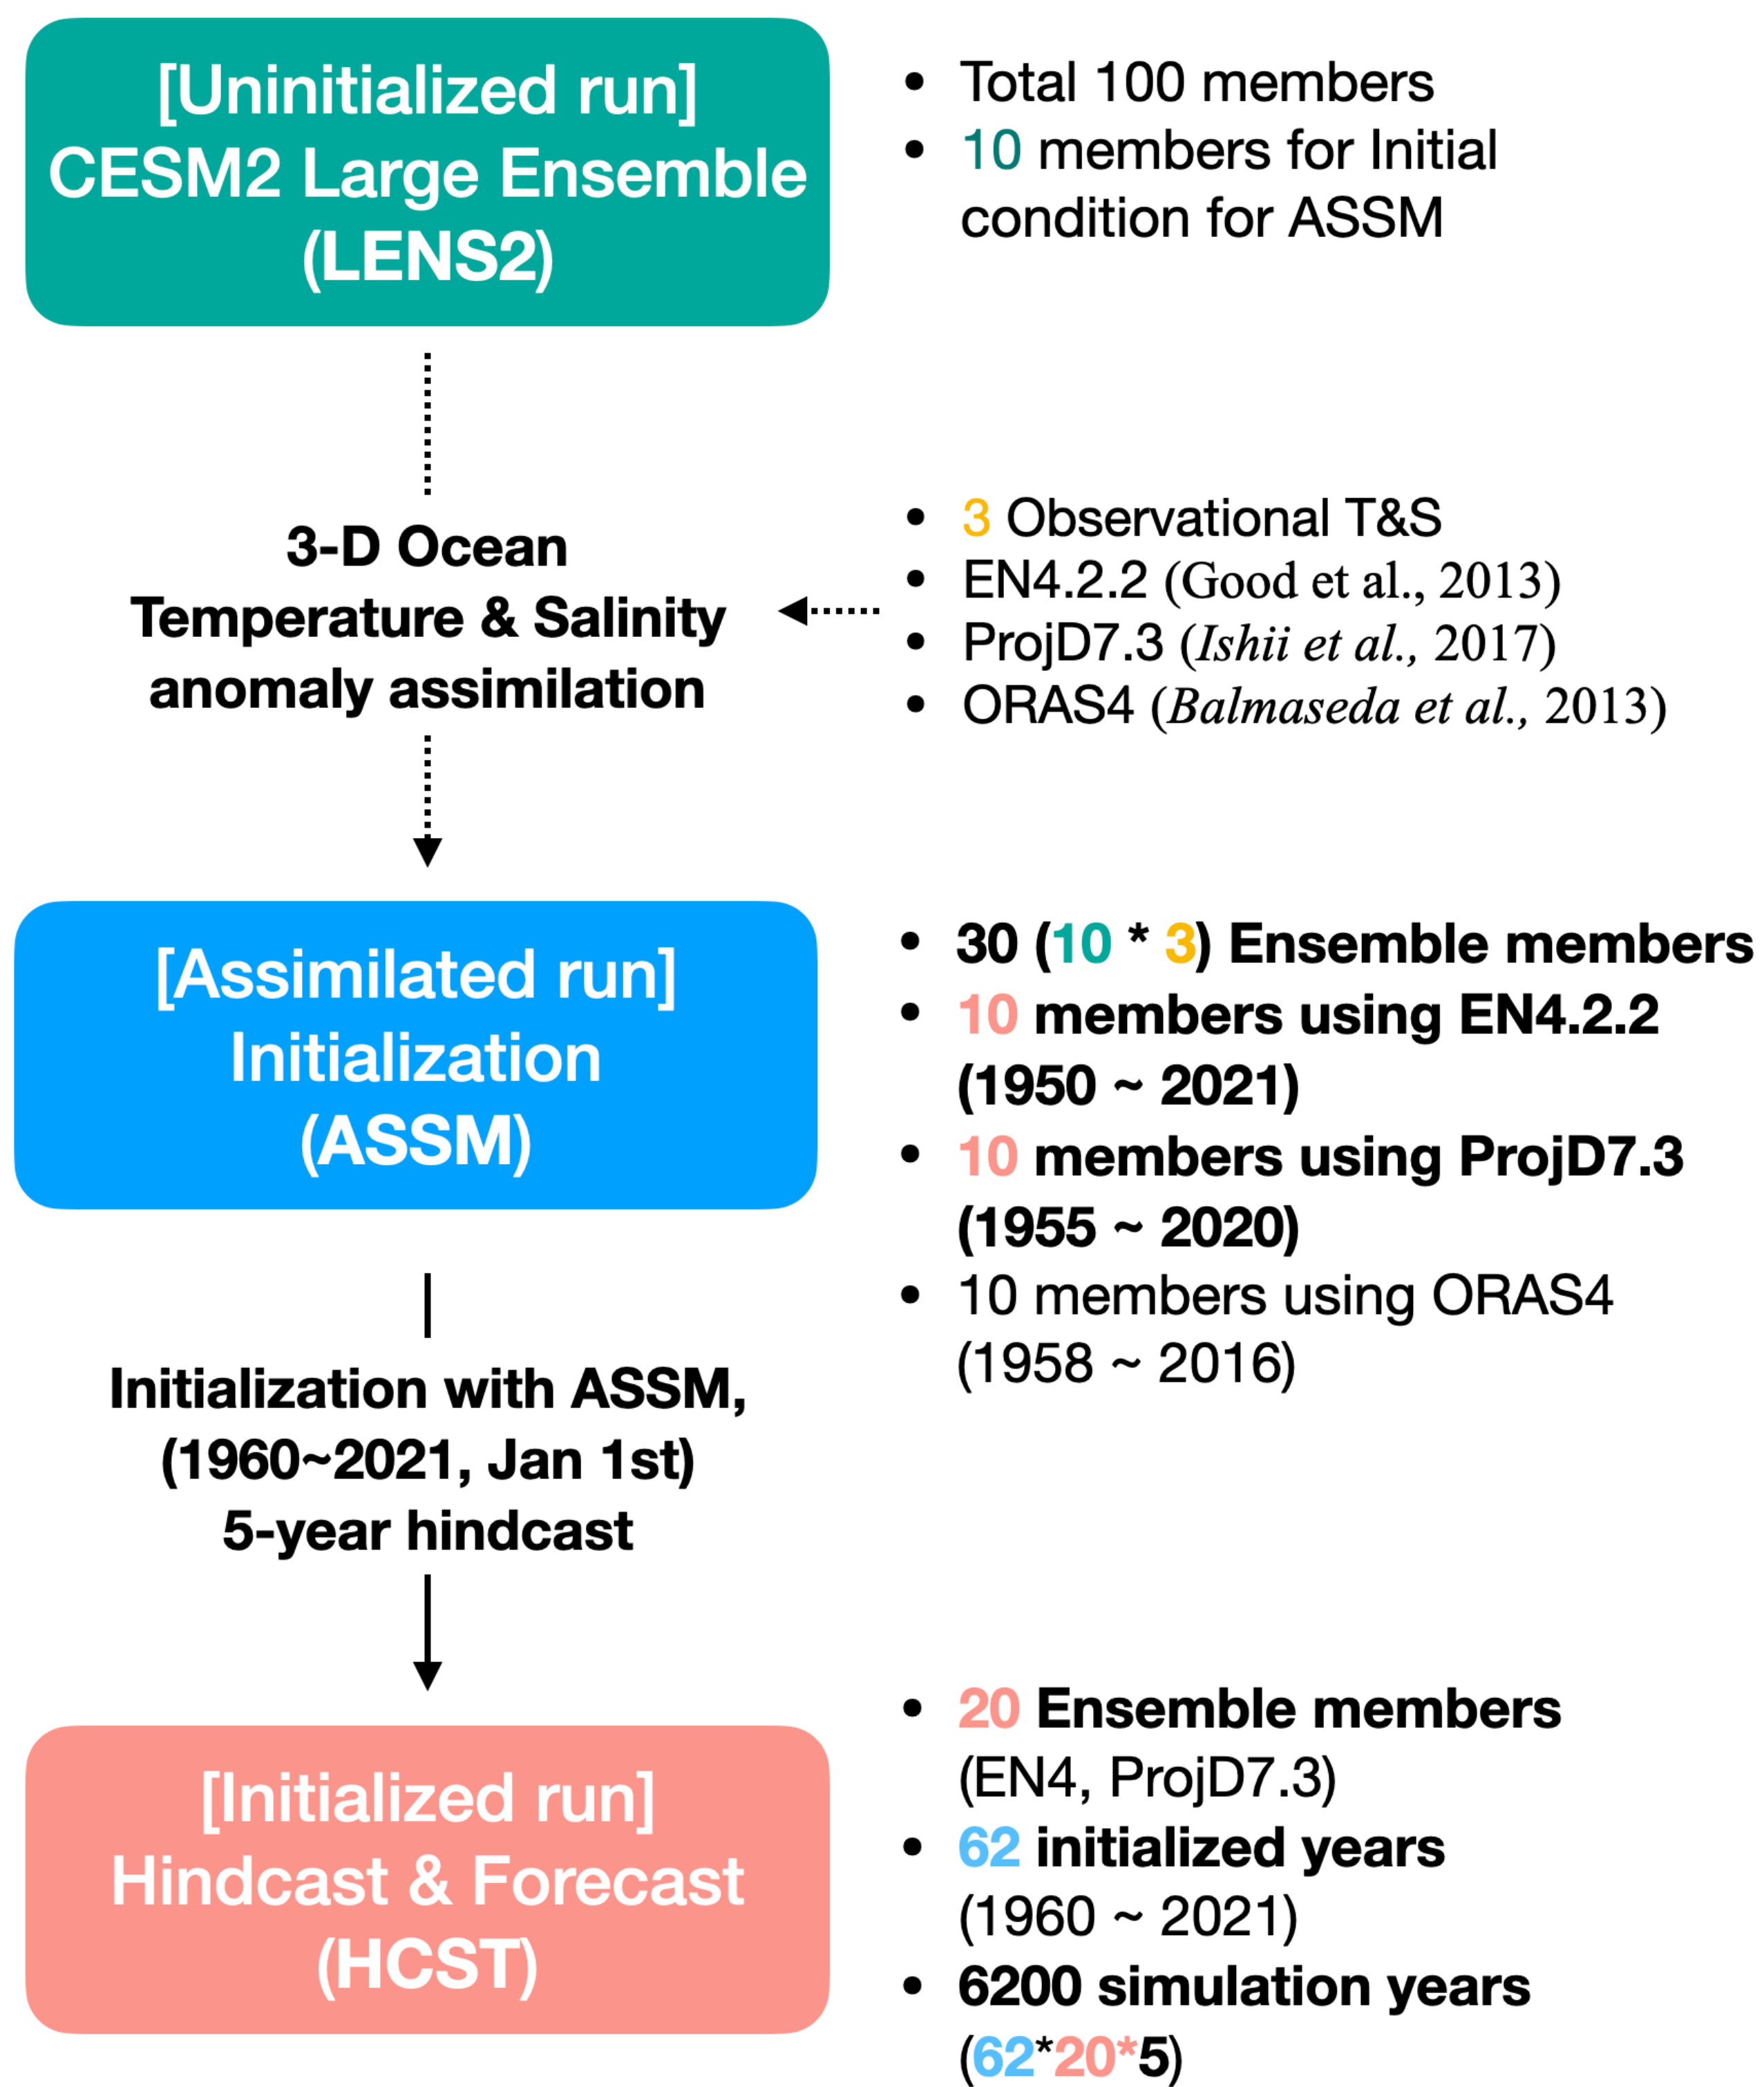 [Uninitialized run]
CESM2 Large Ensemble
(LENS2)
• Total 100 members
• 10 members for Initial
condition for ASSM
3-D Ocean
Temperature & Salinity
anomaly assimilation
• 3 Observational T&S
• EN4.2.2 (Good et al., 2013)
• ProjD7.3 (Ishii et al., 2017)
• ORAS4 (Balmaseda et al., 2013)
[Assimilated run]
Initialization
(ASSM)
• 30 (10 * 3) Ensemble members
• 10 members using EN4.2.2
(1950 ~ 2021)
• 10 members using ProjD7.3
(1955 ~ 2020)
• 10 members using ORAS4
(1958 ~ 2016)
Initialization with ASSM,
(1960~2021, Jan 1st)
5-year hindcast
[Initialized run]
Hindcast & Forecast
(HCST)
• 20 Ensemble members
(EN4, ProjD7.3)
• 62 initialized years
(1960 ~ 2021)
• 6200 simulation years
(62*20*5)